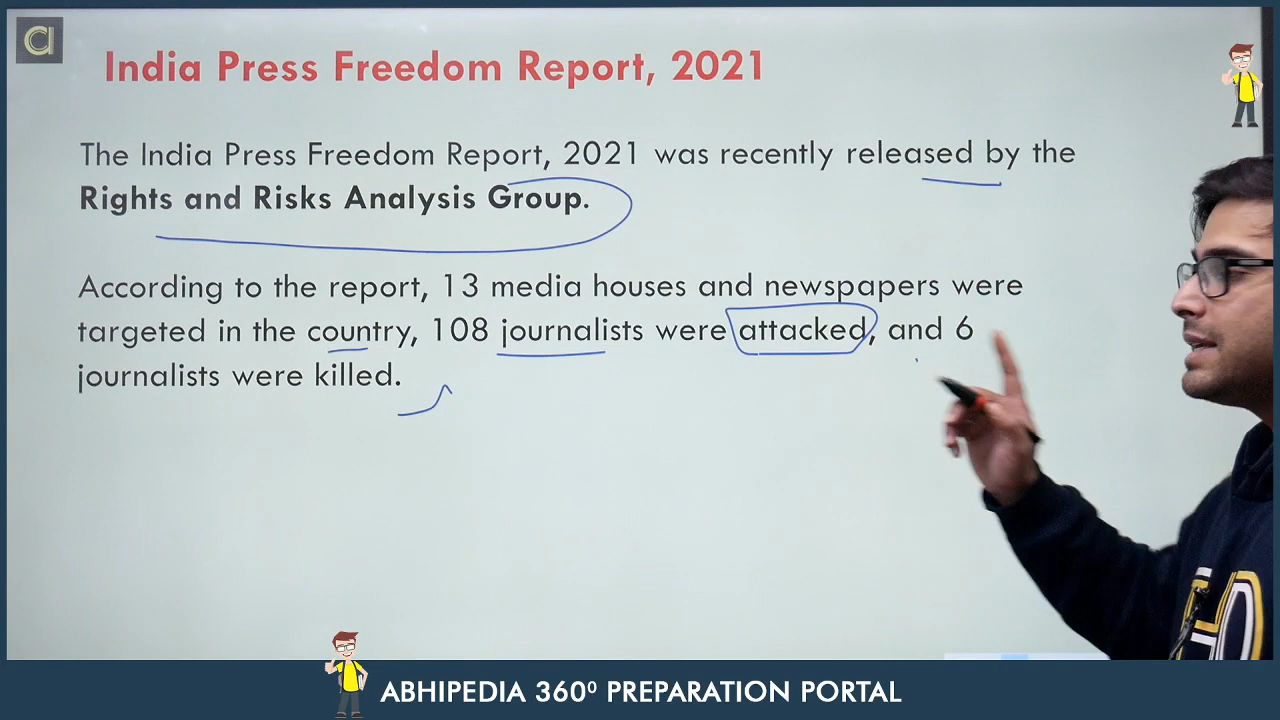 India Press Freedom Report, 2021
The India Press Freedom Report, 2021 was recently released by the
Rights and Risks Analysis Group.
According to the report, 13 media houses and newspapers were
targeted in the country, 108 journalists were attacked, and 6
journalists were killed.
ABHIPEDIA 360⁰ PREPARATION PORTAL